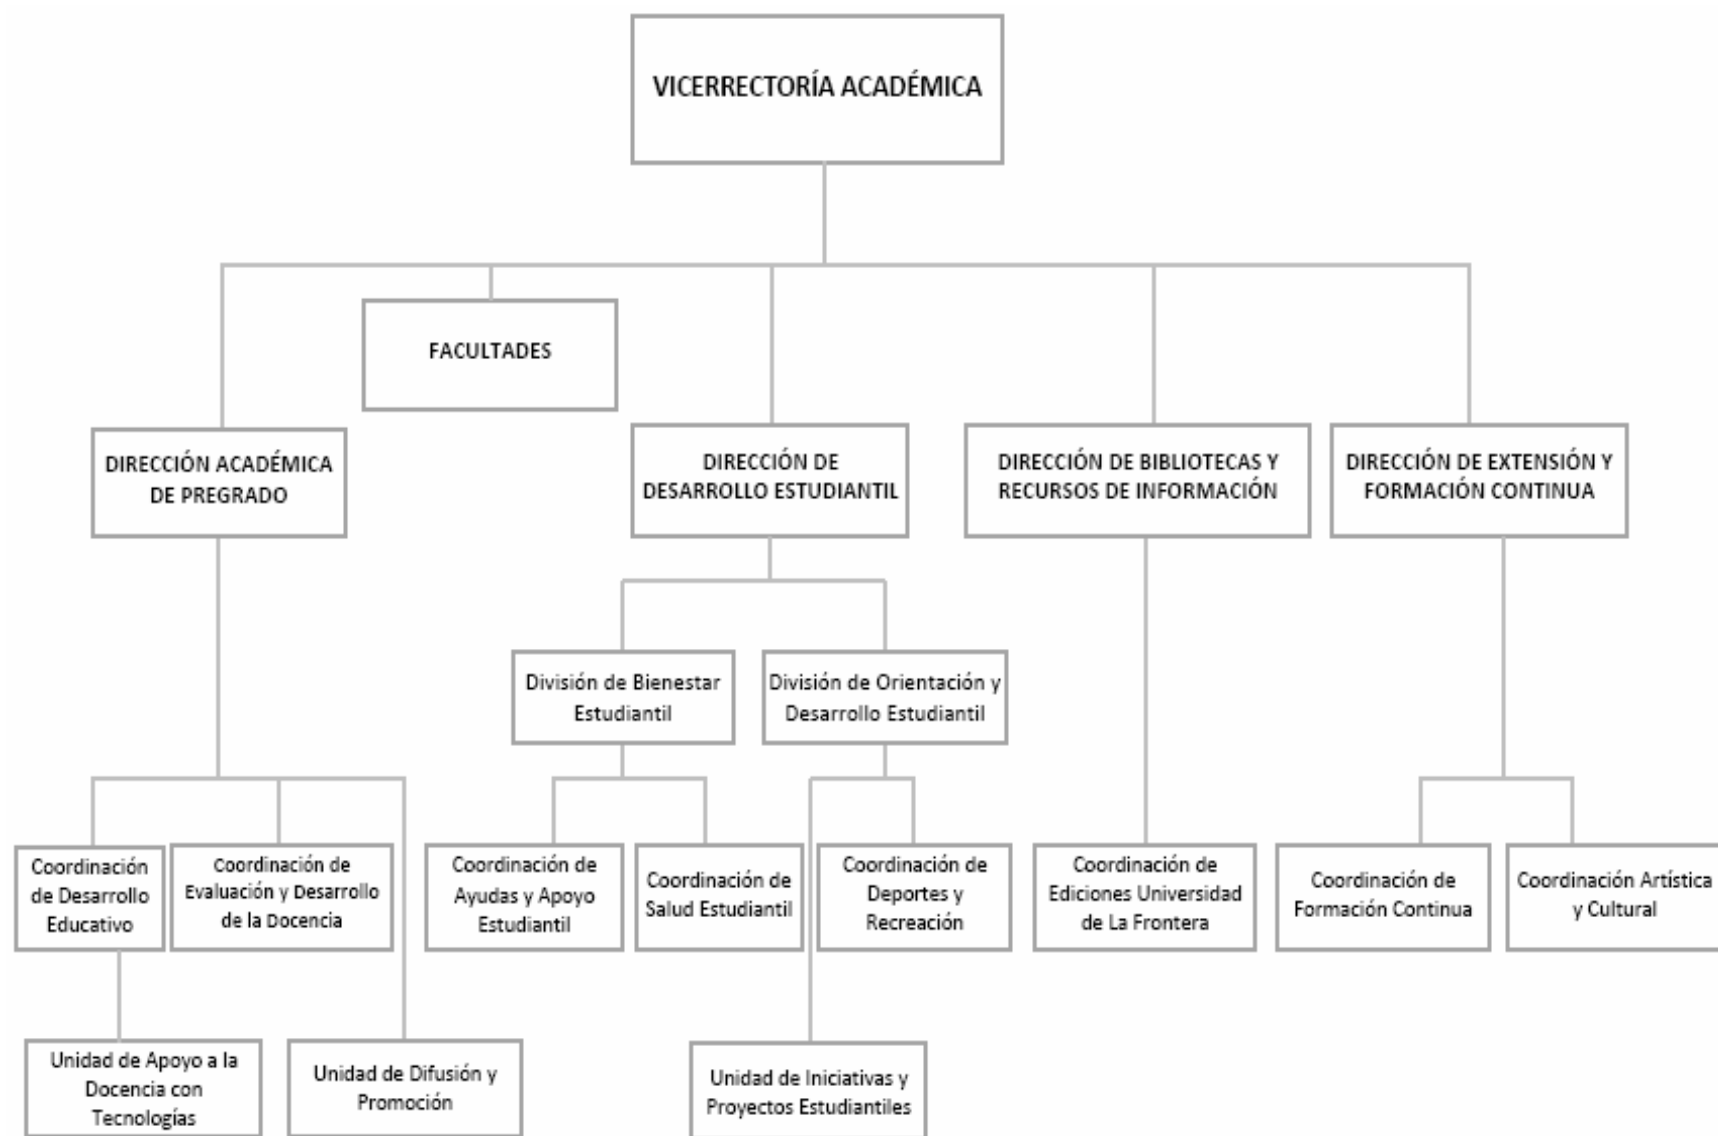 VICERRECTORÍA ACADÉMICA
FACULTADES
DIRECCIÓN ACADÉMICA
DE PREGRADO
DIRECCIÓN DE
DESARROLLO ESTUDIANTIL
DIRECCIÓN DE BIBLIOTECAS Y
RECURSOS DE INFORMACIÓN
DIRECCIÓN DE EXTENSIÓN Y
FORMACIÓN CONTINUA
División de Bienestar
Estudiantil
División de Orientación y
Desarrollo Estudiantil
Coordinación
de Desarrollo
Educativo
Coordinación de
Evaluación y Desarrollo
de la Docencia
Coordinación de
Ayudas y Apoyo
Estudiantil
Coordinación de
Salud Estudiantil
Coordinación de
Deportes y
Recreación
Coordinación de
Ediciones Universidad
de La Frontera
Coordinación de
Formación Continua
Coordinación Artística
y Cultural
Unidad de Apoyo a la
Docencia con
Tecnologías
Unidad de Difusión y
Promoción
Unidad de Iniciativas y
Proyectos Estudiantiles